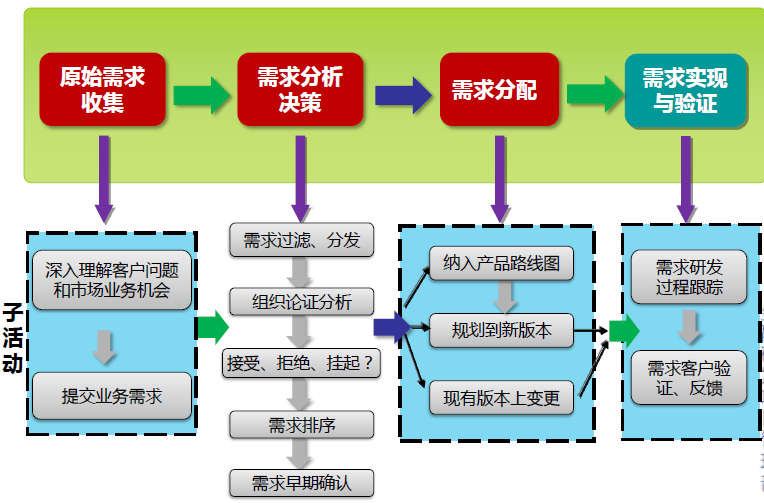 原始需求
收集
需求分析
决策
需求分配
需求实现
与验证
子活动
深入理解客户问题
和市场业务机会
提交业务需求
需求过滤、分发
组织论证分析
接受、拒绝、挂起？
需求排序
需求早期确认
纳入产品路线图
规划到新版本
现有版本上变更
需求研发
过程跟踪
需求客户验
证、反馈